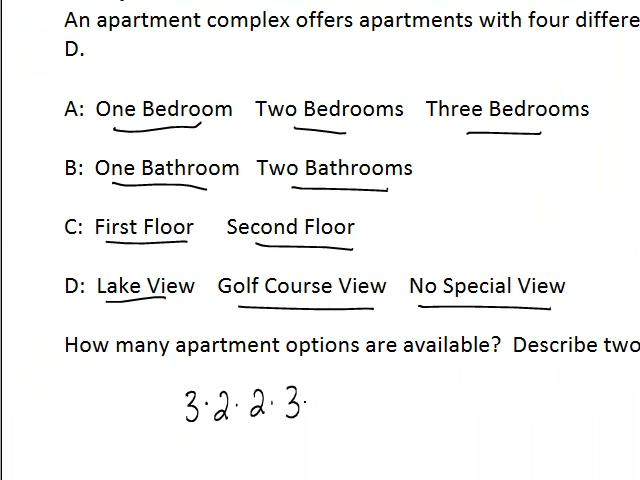 An apartment complex offers apartments with four differe
D.
A: One Bedroom Two Bedrooms Three Bedrooms
B: One Bathroom Two Bathrooms
C: First Floor Second Floor
D: Lake View Golf Course View No Special View
How many apartment options are available? Describe two
3·2·2·3·